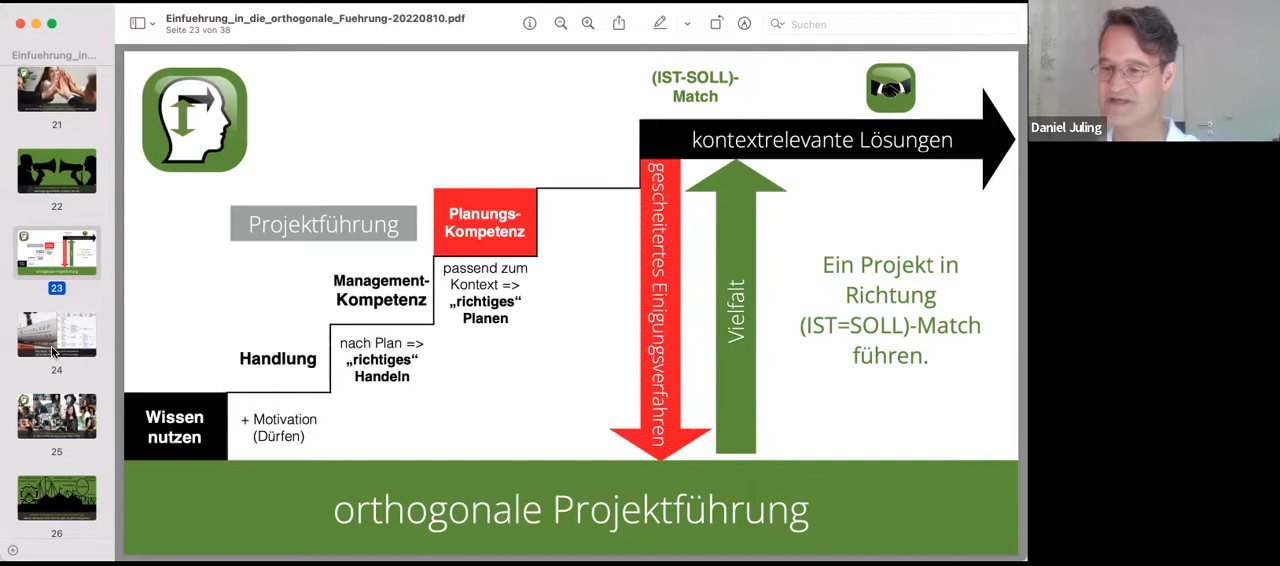 Einfuehrung_in_die_orthogonale_Fuehrung-20220810.pdf
Seite 23 von 38
Suchen
Einfuehrung_in...
21
22
23
24
25
26
(IST-SOLL)-
Match
kontextrelevante Lösungen
Projektführung
Planungs-
Kompetenz
passend zum
Kontext =>
„richtiges“
Planen
Management-
Kompetenz
nach Plan =>
„richtiges“
Handeln
Handlung
+ Motivation
(Dürfen)
Wissen
nutzen
gescheitertes Einigungsverfahren
Vielfalt
Ein Projekt in
Richtung
(IST=SOLL)-Match
führen.
orthogonale Projektführung
Daniel Juling